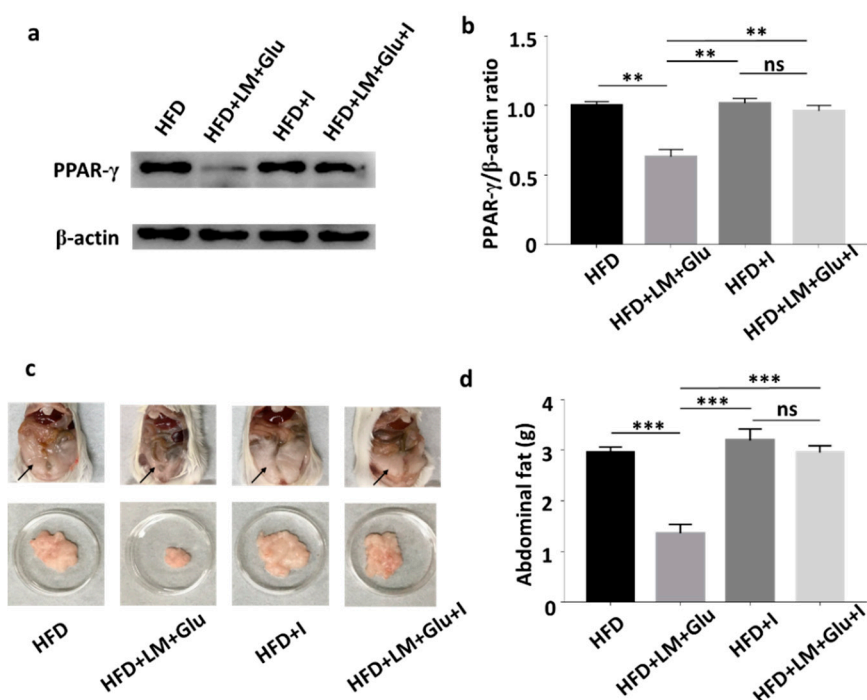 a
HFD
HFD+LM+Glu
HFD+I
HFD+LM+Glu+I
PPAR-γ
β-actin
b
PPAR-γ/β-actin ratio
1.5
1.0
0.5
0
**
**
**
ns
HFD
HFD+LM+Glu
HFD+I
HFD+LM+Glu+I
c
HFD
HFD+LM+Glu
HFD+I
HFD+LM+Glu+I
d
Abdominal fat (g)
4
3
2
1
0
***
***
***
ns
HFD
HFD+LM+Glu
HFD+I
HFD+LM+Glu+I